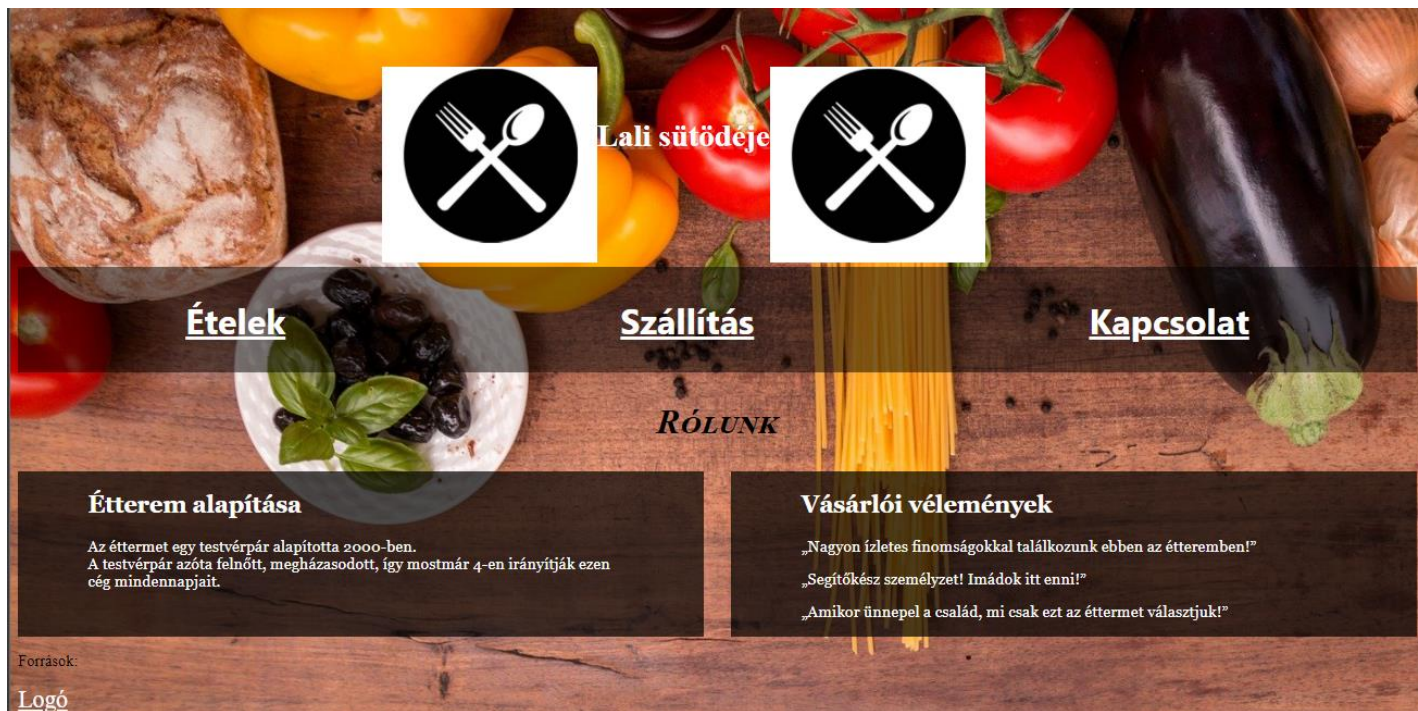 Lali sütödéje
Ételek
Szállítás
Kapcsolat
Rólunk
Étterem alapítása
Az éttermet egy testvérpár alapította 2000-ben.
A testvérpár azóta felnőtt, megházasodott, így mostmár 4-en irányítják ezen
cég mindennapjait.
Vásárlói vélemények
„Nagyon ízletes finomságokkal találkozunk ebben az étteremben!”
„Segítőkész személyzet! Imádok itt enni!”
„Amikor ünnepel a család, mi csak ezt az éttermet választjuk!”
Források:
Logó